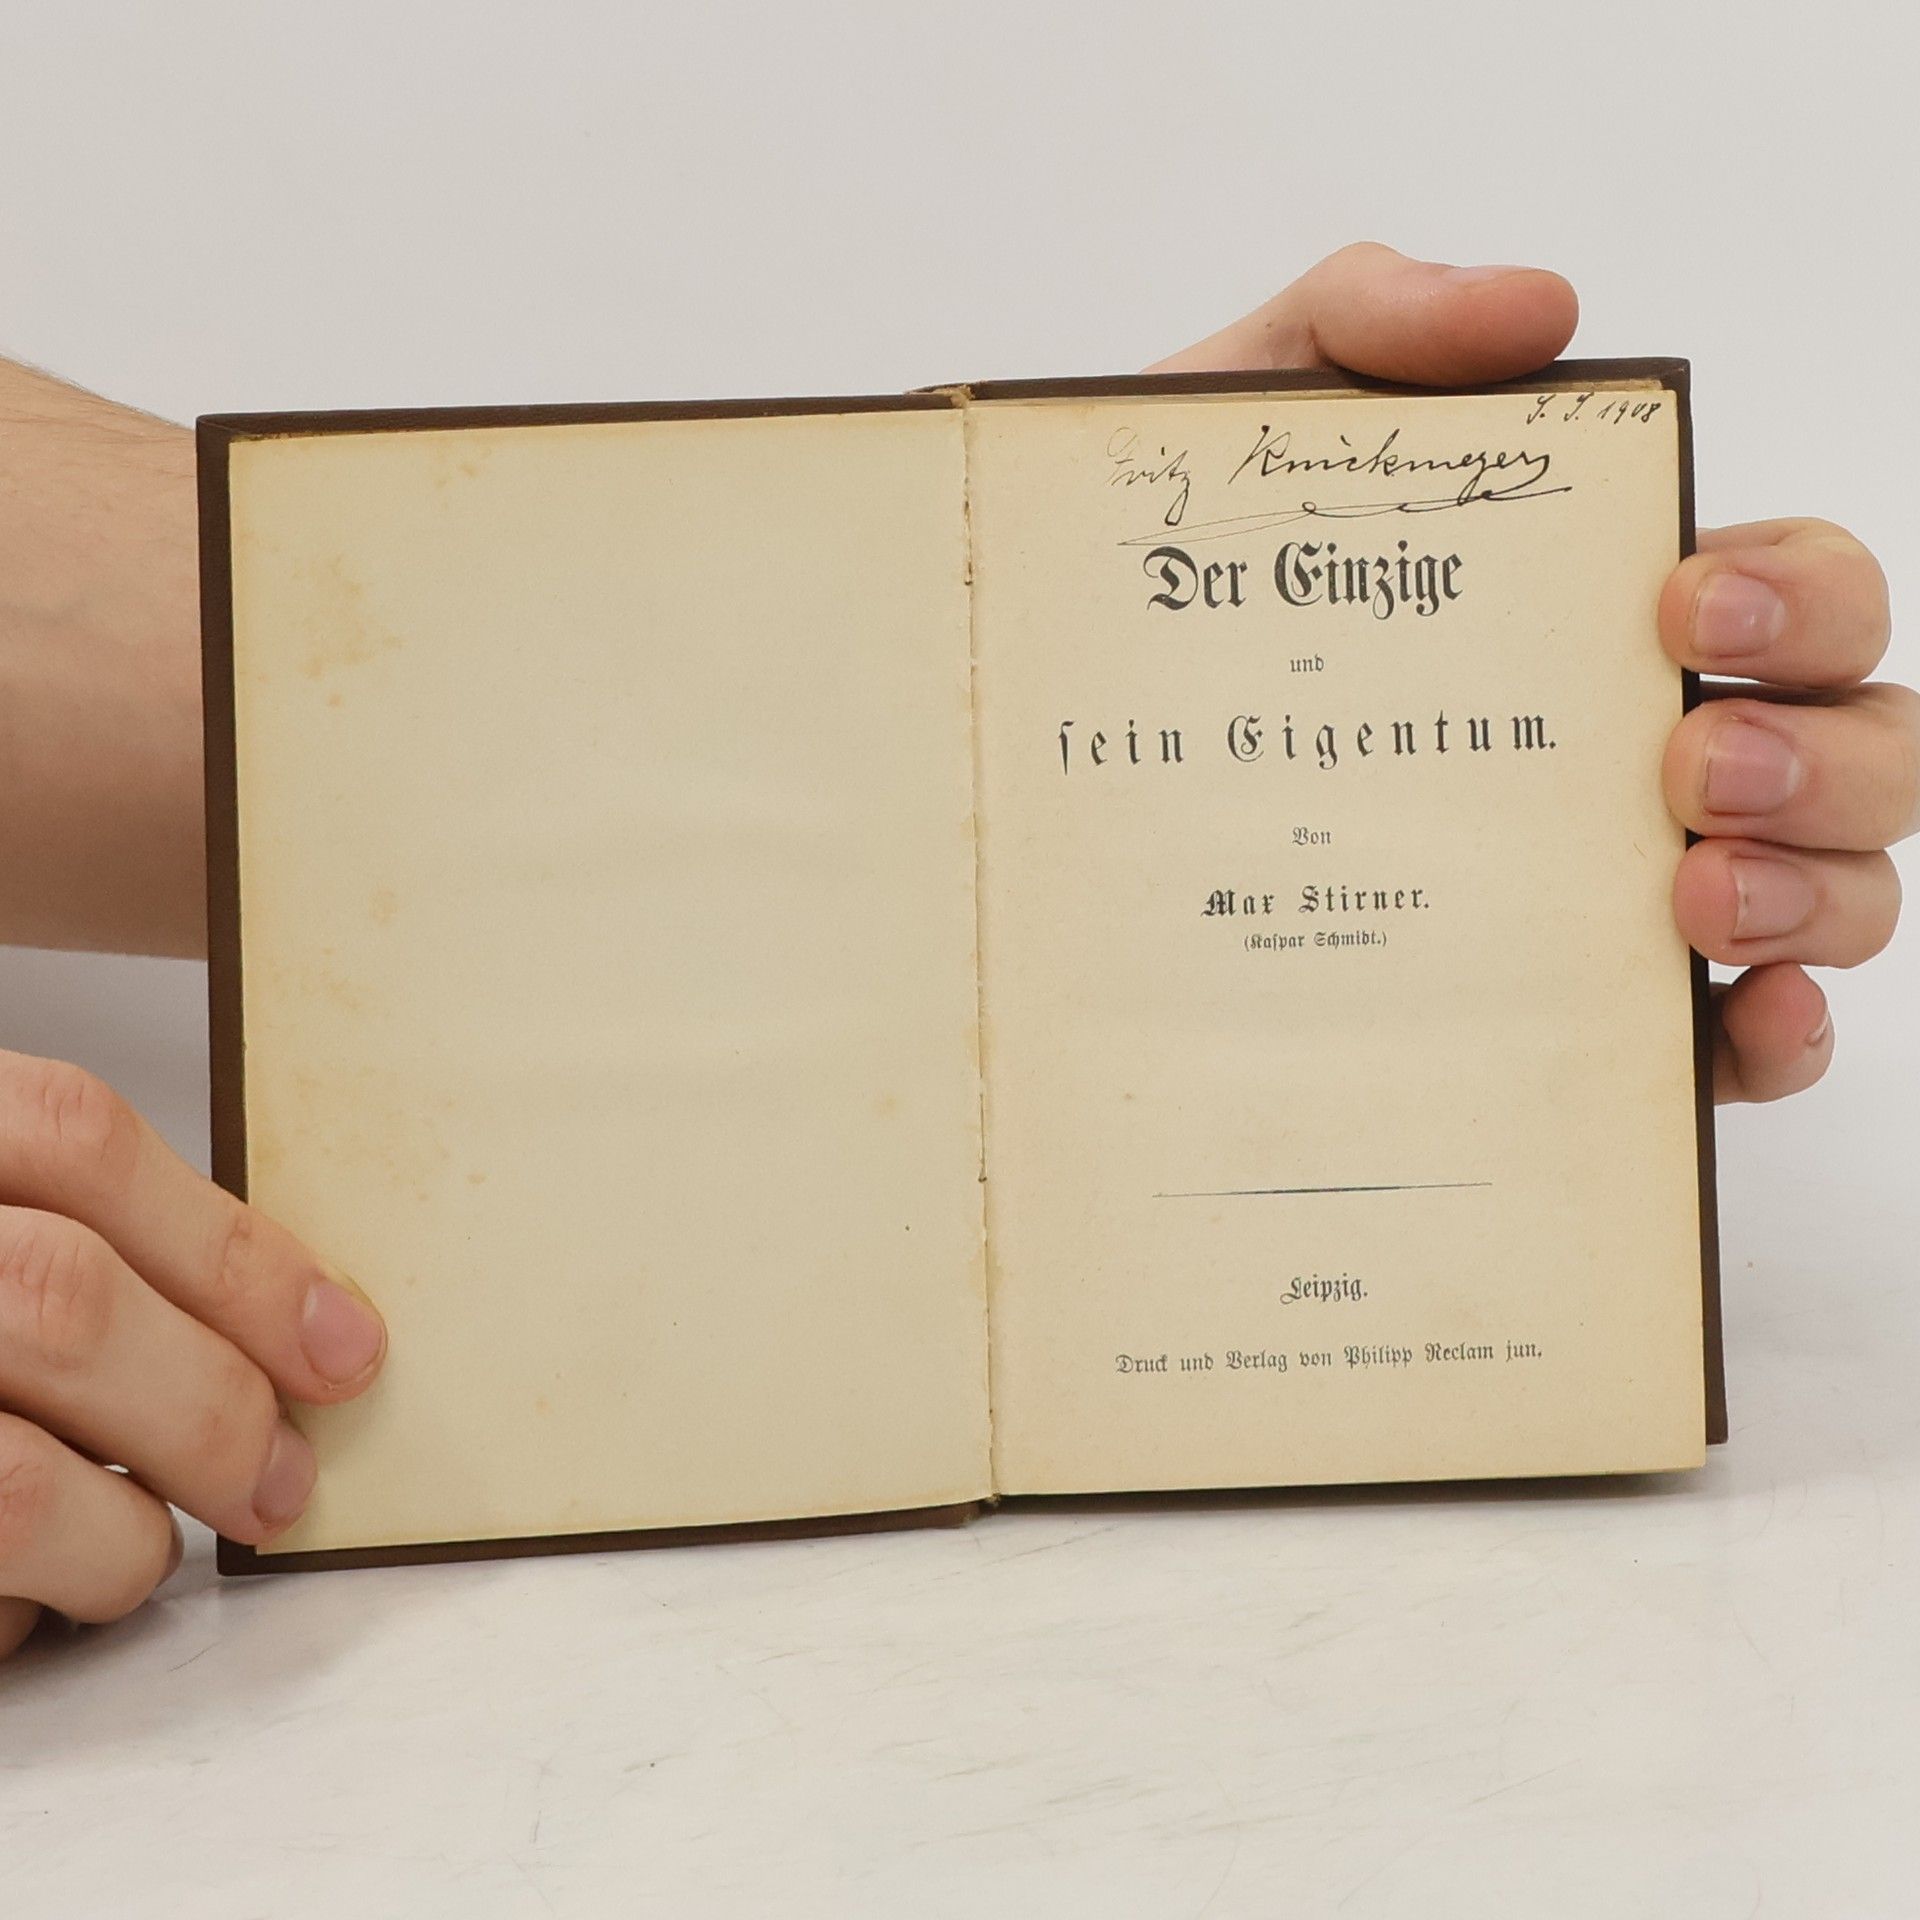 S. S. 1908
Fritz Knickmeyer
Der Einzige
und
ſein Eigentum.
Von
Max Stirner.
(Kaſpar Schmidt.)
Leipzig.
Druck und Verlag von Philipp Reclam jun.